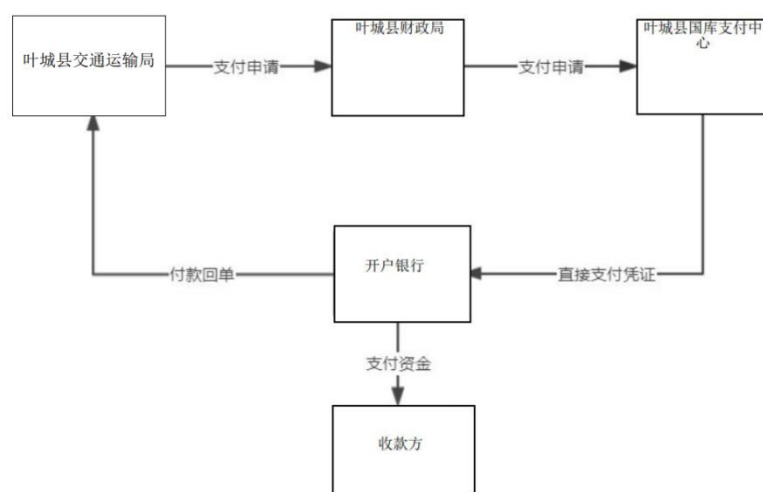 叶城县交通运输局
支付申请
叶城县财政局
支付申请
叶城县国库支付中
心
付款回单
开户银行
直接支付凭证
支付资金
收款方